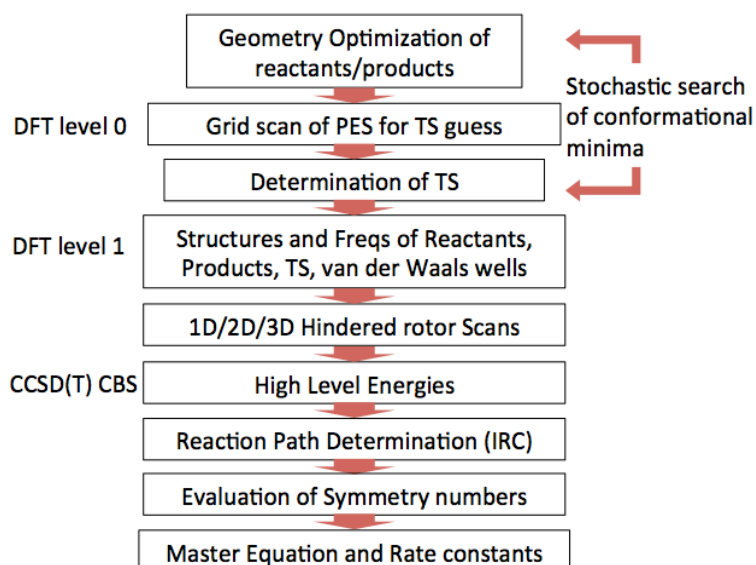 Geometry Optimization of
reactants/products
Stochastic search
of conformational
minima
DFT level 0
Grid scan of PES for TS guess
Determination of TS
DFT level 1
Structures and Freqs of Reactants,
Products, TS, van der Waals wells
1D/2D/3D Hindered rotor Scans
CCSD(T) CBS
High Level Energies
Reaction Path Determination (IRC)
Evaluation of Symmetry numbers
Master Equation and Rate constants